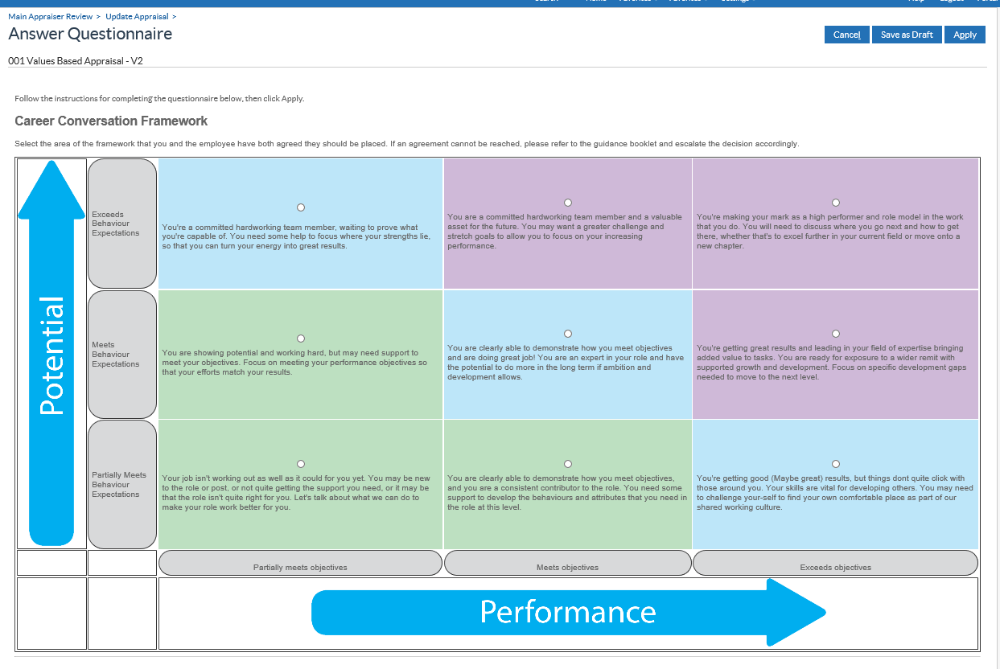 Main Appraiser Review > Update Appraisal >
Answer Questionnaire
Cancel Save as Draft Apply
001 Values Based Appraisal - V2
Follow the instructions for completing the questionnaire below, then click Apply.
Career Conversation Framework
Select the area of the framework that you and the employee have both agreed they should be placed. If an agreement cannot be reached, please refer to the guidance booklet and escalate the decision accordingly.
Potential
Exceeds
Behaviour
Expectations
You're a committed hardworking team member, waiting to prove what
you're capable of. You need some help to focus where your strengths lie,
so that you can turn your energy into great results.
You are a committed hardworking team member and a valuable
asset for the future. You may want a greater challenge and
stretch goals to allow you to focus on your increasing
performance.
You're making your mark as a high performer and role model in the work
that you do. You will need to discuss where you go next and how to get
there, whether that's to excel further in your current field or move onto a
new chapter.
Meets
Behaviour
Expectations
You are showing potential and working hard, but may need support to
meet your objectives. Focus on meeting your performance objectives so
that your efforts match your results.
You are clearly able to demonstrate how you meet objectives
and are doing great job! You are an expert in your role and have
the potential to do more in the long term if ambition and
development allows.
You're getting great results and leading in your field of expertise bringing
added value to tasks. You are ready for exposure to a wider remit with
supported growth and development. Focus on specific development gaps
needed to move to the next level.
Partially Meets
Behaviour
Expectations
Your job isn't working out as well as it could for you yet. You may be new
to the role or post, or not quite getting the support you need, or it may be
that the role isn't quite right for you. Let's talk about what we can do to
make your role work better for you.
You are clearly able to demonstrate how you meet objectives,
and you are a consistent contributor to the role. You need some
support to develop the behaviours and attributes that you need in
the role at this level.
You're getting good (Maybe great) results, but things dont quite click with
those around you. Your skills are vital for developing others. You may need
to challenge your-self to find your own comfortable place as part of our
shared working culture.
Partially meets objectives
Meets objectives
Exceeds objectives
Performance